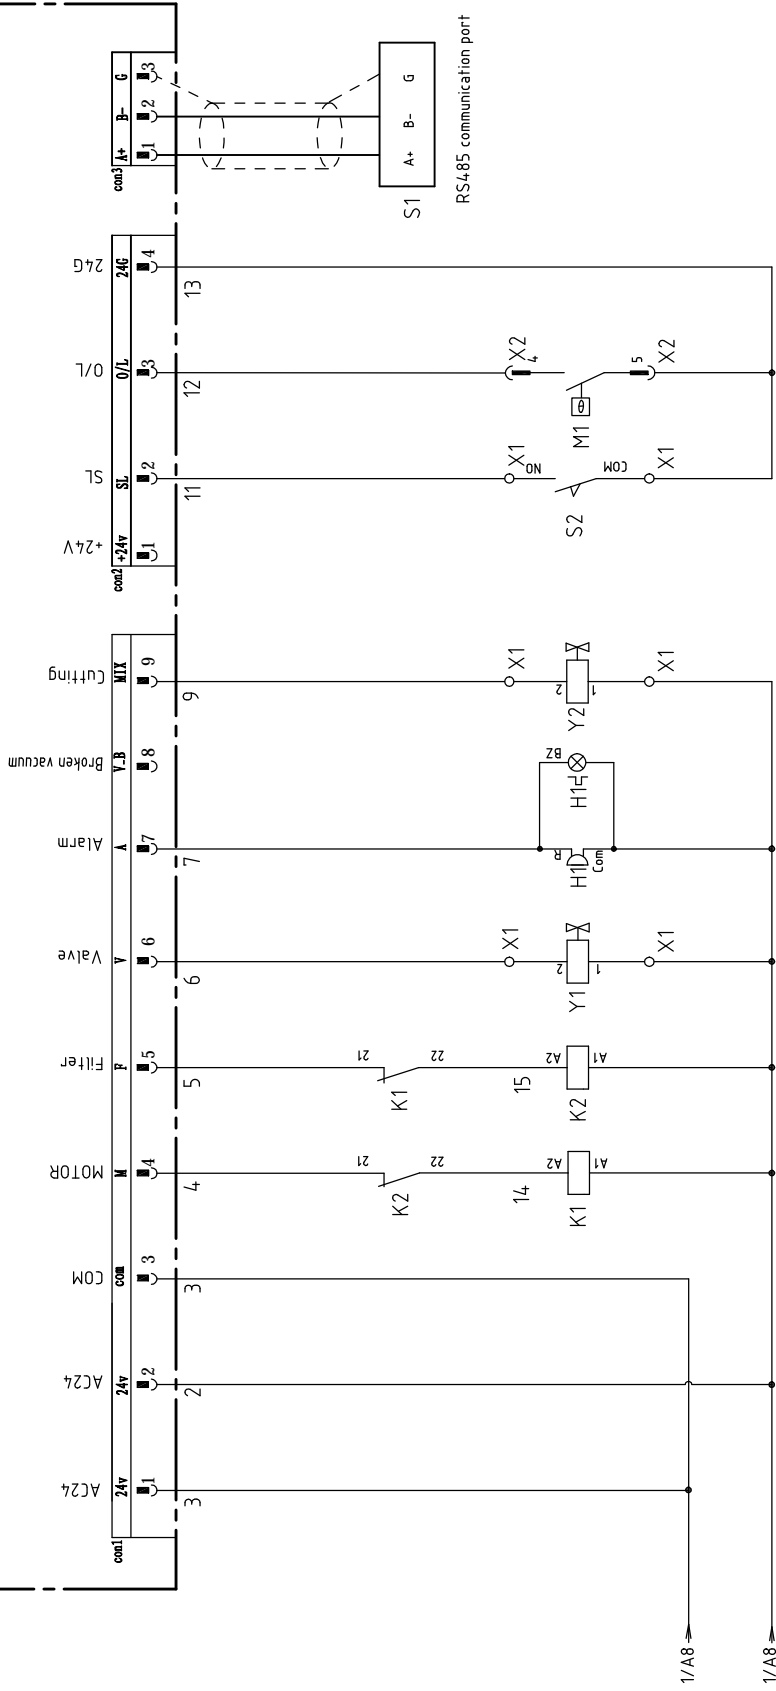 con3
A+ B- G
1 2 3
A+ B- G
S1
RS485 communication port
+24V SL O/L 24G
con2
+24v SL O/L 24G
1 2 3 4
11 12 13
X1 X2
NO 4
S2 M1
θ
COM 5
X1 X2
AC24 AC24 COM MOTOR Filter Valve Alarm Broken vacuum Cutting
con1
24v 24v com M F V A V_B MIX
1 2 3 4 5 6 7 8 9
3 2 3 4 5 6 7 9
21 21
K2 K1
22 22
14 15
X1 X1
A2 A2 2 R BZ 2
K1 K2 Y1 H1 H1 Y2
A1 A1 1 Com 1
X1 X1
1/A8
1/A8